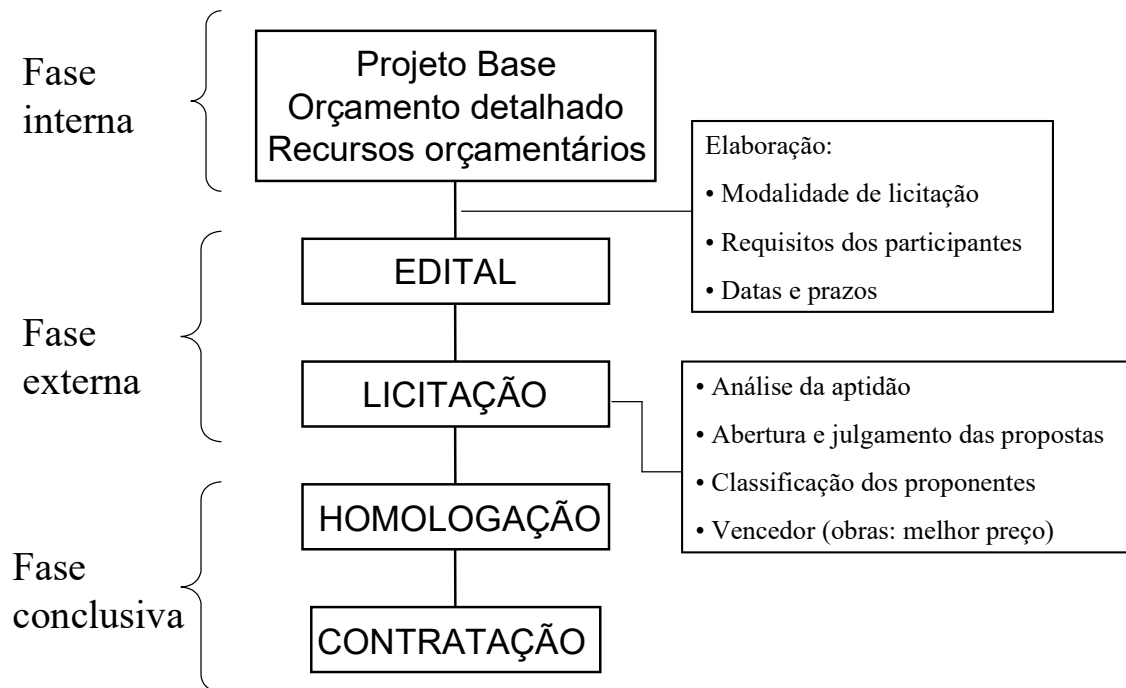 Fase
interna
Projeto Base
Orçamento detalhado
Recursos orçamentários
Elaboração:
• Modalidade de licitação
• Requisitos dos participantes
• Datas e prazos
Fase
externa
EDITAL
LICITAÇÃO
• Análise da aptidão
• Abertura e julgamento das propostas
• Classificação dos proponentes
• Vencedor (obras: melhor preço)
Fase
conclusiva
HOMOLOGAÇÃO
CONTRATAÇÃO